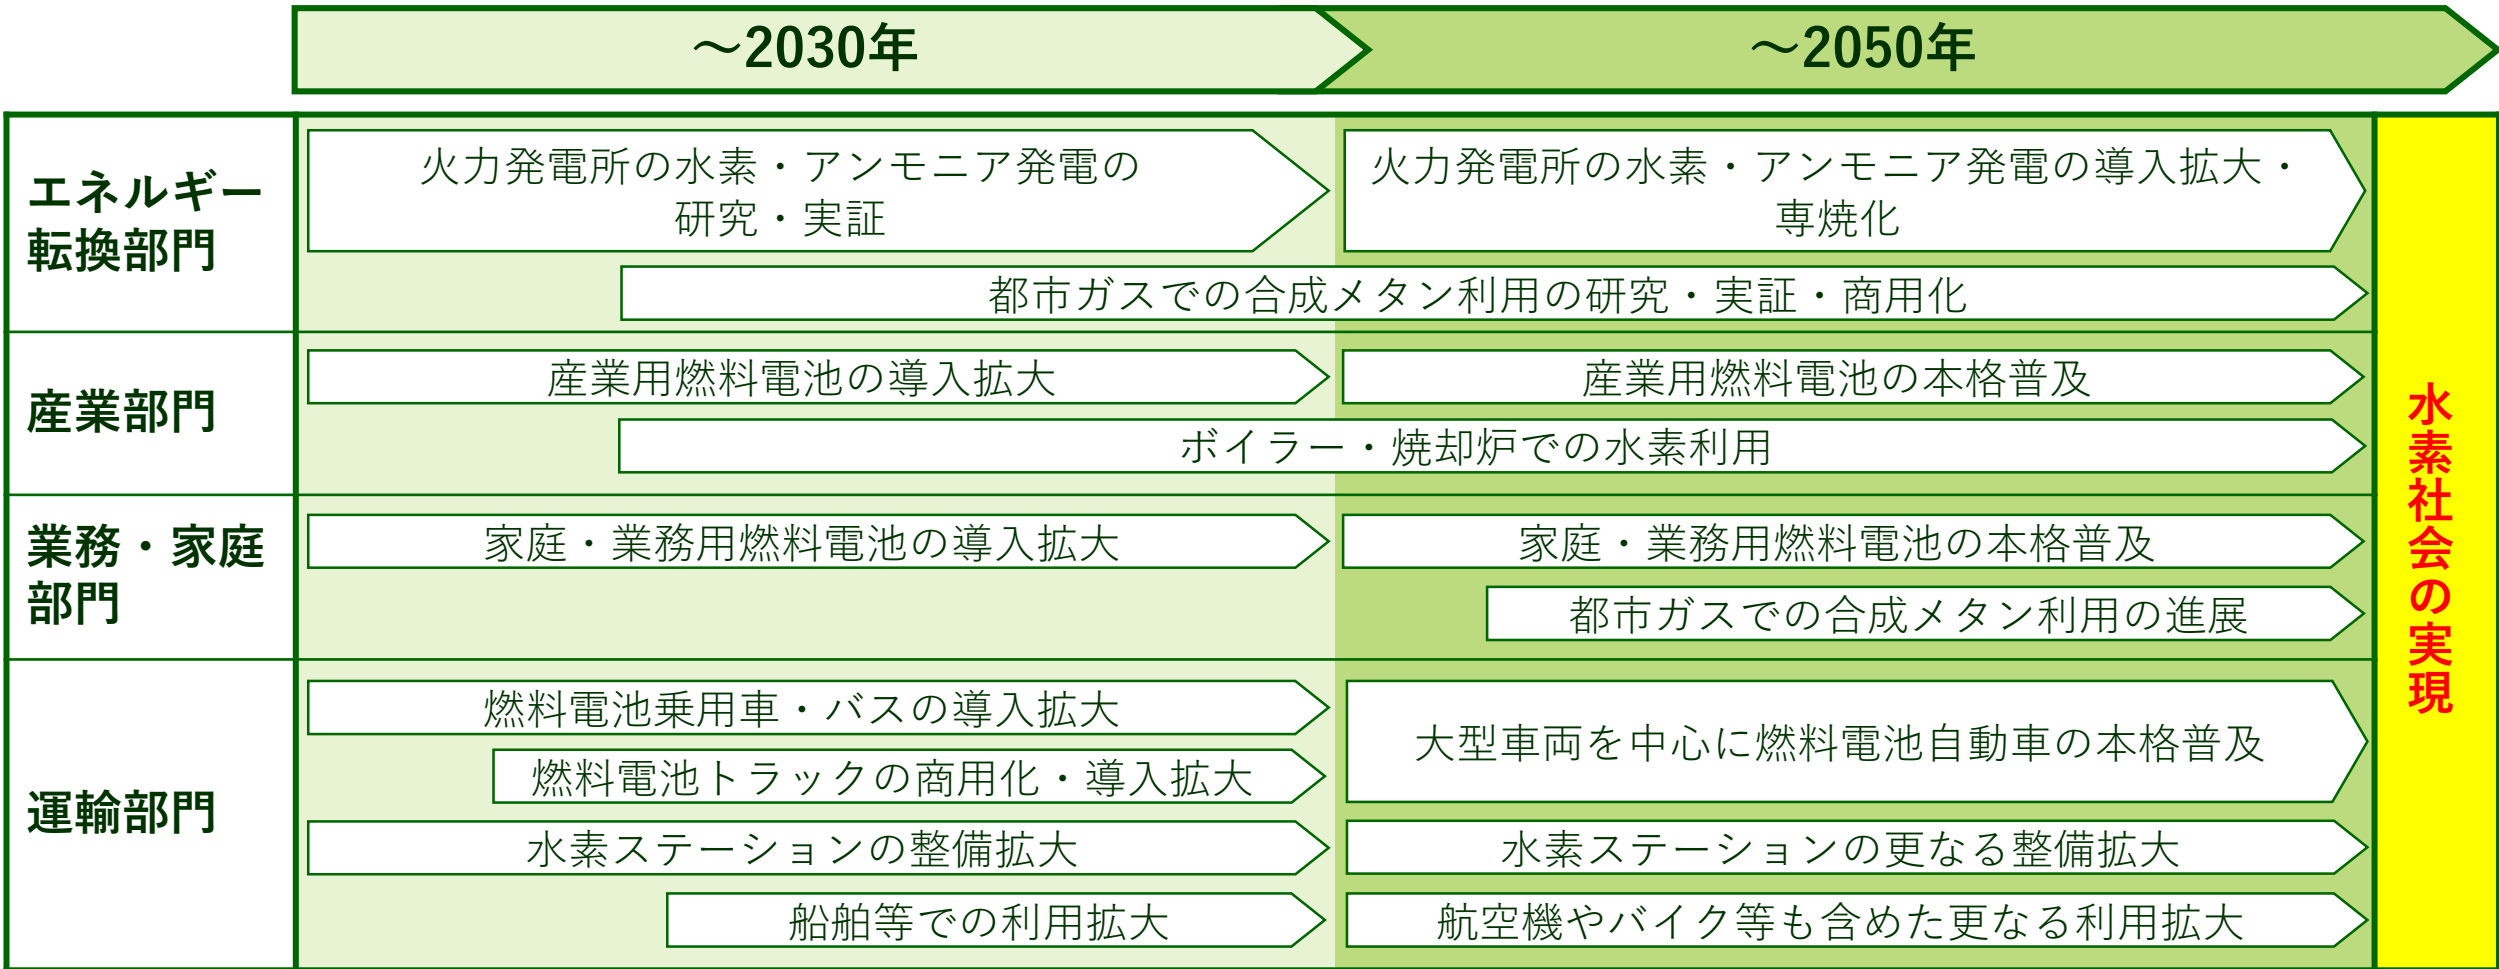 ～2030年
～2050年
エネルギー
転換部門
火力発電所の水素・アンモニア発電の
研究・実証
火力発電所の水素・アンモニア発電の導入拡大・
専焼化
都市ガスでの合成メタン利用の研究・実証・商用化
産業部門
産業用燃料電池の導入拡大
産業用燃料電池の本格普及
ボイラー・焼却炉での水素利用
業務・家庭
部門
家庭・業務用燃料電池の導入拡大
家庭・業務用燃料電池の本格普及
都市ガスでの合成メタン利用の進展
運輸部門
燃料電池乗用車・バスの導入拡大
燃料電池トラックの商用化・導入拡大
大型車両を中心に燃料電池自動車の本格普及
水素ステーションの整備拡大
水素ステーションの更なる整備拡大
船舶等での利用拡大
航空機やバイク等も含めた更なる利用拡大
水素社会の実現